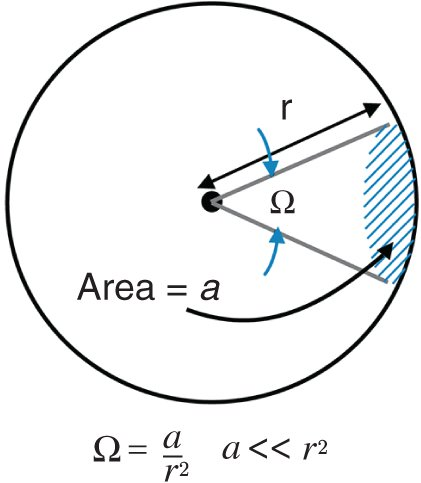 r
Ω
Area = a
Ω = a/r² a << r²